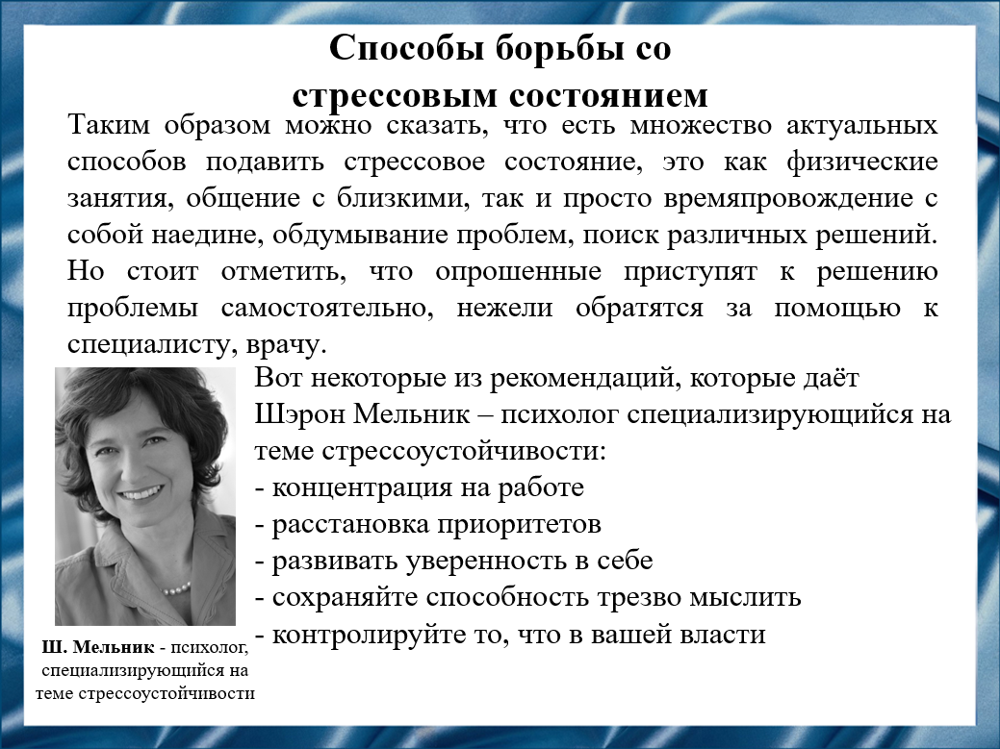 Способы борьбы со
стрессовым состоянием
Таким образом можно сказать, что есть множество актуальных
способов подавить стрессовое состояние, это как физические
занятия, общение с близкими, так и просто времяпровождение с
собой наедине, обдумывание проблем, поиск различных решений.
Но стоит отметить, что опрошенные приступят к решению
проблемы самостоятельно, нежели обратятся за помощью к
специалисту, врачу.
Вот некоторые из рекомендаций, которые даёт
Шэрон Мельник – психолог специализирующийся на
теме стрессоустойчивости:
- концентрация на работе
- расстановка приоритетов
- развивать уверенность в себе
- сохраняйте способность трезво мыслить
- контролируйте то, что в вашей власти
Ш. Мельник - психолог,
специализирующийся на
теме стрессоустойчивости